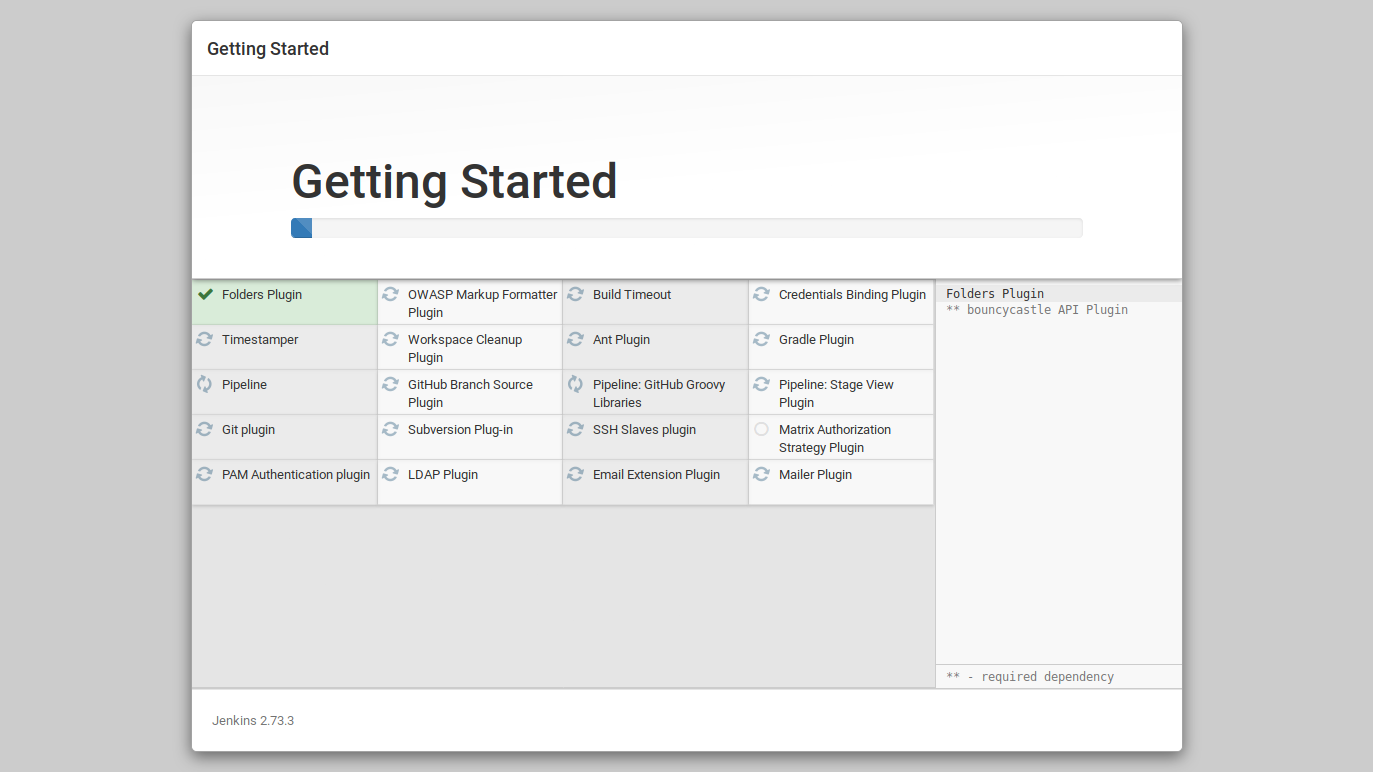 Getting Started
Getting Started
Folders Plugin
OWASP Markup Formatter
Plugin
Build Timeout
Credentials Binding Plugin
Timestamper
Workspace Cleanup
Plugin
Ant Plugin
Gradle Plugin
Pipeline
GitHub Branch Source
Plugin
Pipeline: GitHub Groovy
Libraries
Pipeline: Stage View
Plugin
Git plugin
Subversion Plug-in
SSH Slaves plugin
Matrix Authorization
Strategy Plugin
PAM Authentication plugin
LDAP Plugin
Email Extension Plugin
Mailer Plugin
Folders Plugin
** bouncycastle API Plugin
** - required dependency
Jenkins 2.73.3